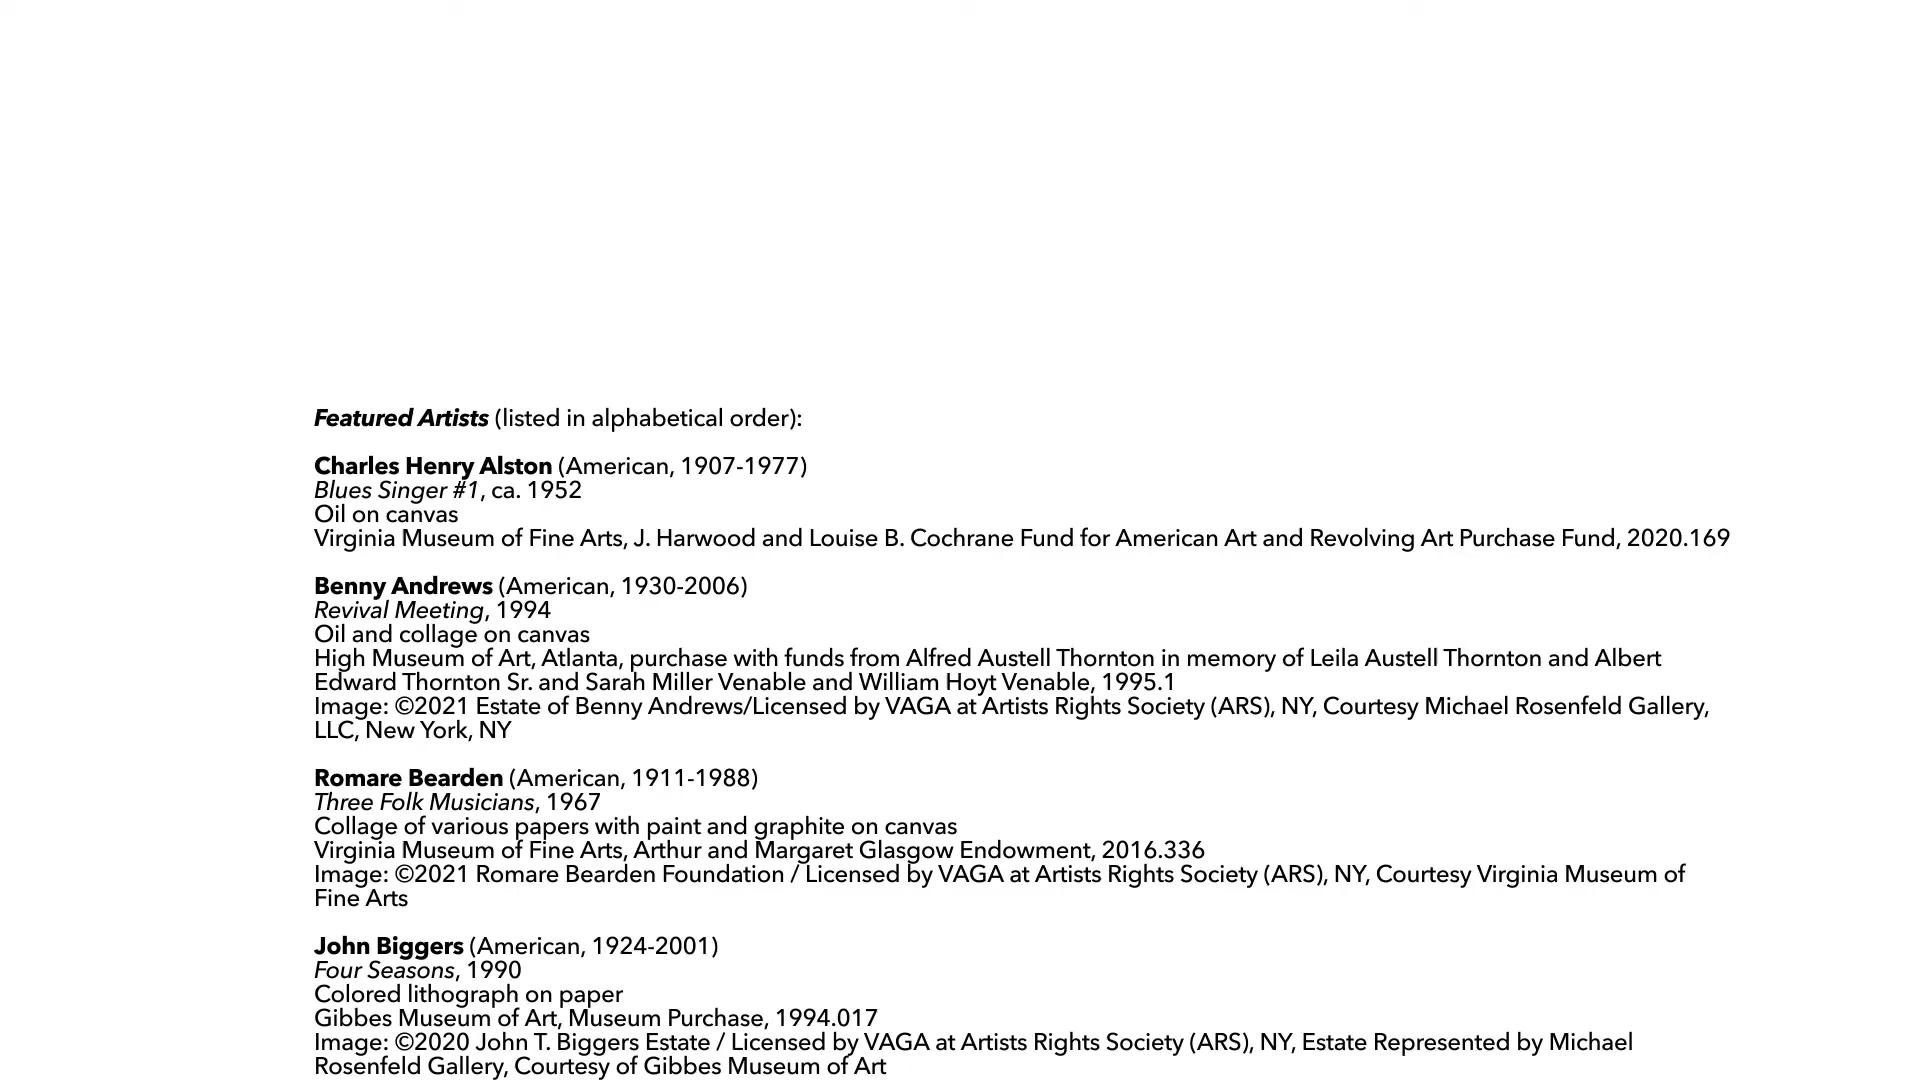 Featured Artists (listed in alphabetical order):
Charles Henry Alston (American, 1907-1977)
Blues Singer #1, ca. 1952
Oil on canvas
Virginia Museum of Fine Arts, J. Harwood and Louise B. Cochrane Fund for American Art and Revolving Art Purchase Fund, 2020.169
Benny Andrews (American, 1930-2006)
Revival Meeting, 1994
Oil and collage on canvas
High Museum of Art, Atlanta, purchase with funds from Alfred Austell Thornton in memory of Leila Austell Thornton and Albert
Edward Thornton Sr. and Sarah Miller Venable and William Hoyt Venable, 1995.1
Image: ©2021 Estate of Benny Andrews/Licensed by VAGA at Artists Rights Society (ARS), NY, Courtesy Michael Rosenfeld Gallery,
LLC, New York, NY
Romare Bearden (American, 1911-1988)
Three Folk Musicians, 1967
Collage of various papers with paint and graphite on canvas
Virginia Museum of Fine Arts, Arthur and Margaret Glasgow Endowment, 2016.336
Image: ©2021 Romare Bearden Foundation / Licensed by VAGA at Artists Rights Society (ARS), NY, Courtesy Virginia Museum of
Fine Arts
John Biggers (American, 1924-2001)
Four Seasons, 1990
Colored lithograph on paper
Gibbes Museum of Art, Museum Purchase, 1994.017
Image: ©2020 John T. Biggers Estate / Licensed by VAGA at Artists Rights Society (ARS), NY, Estate Represented by Michael
Rosenfeld Gallery, Courtesy of Gibbes Museum of Art